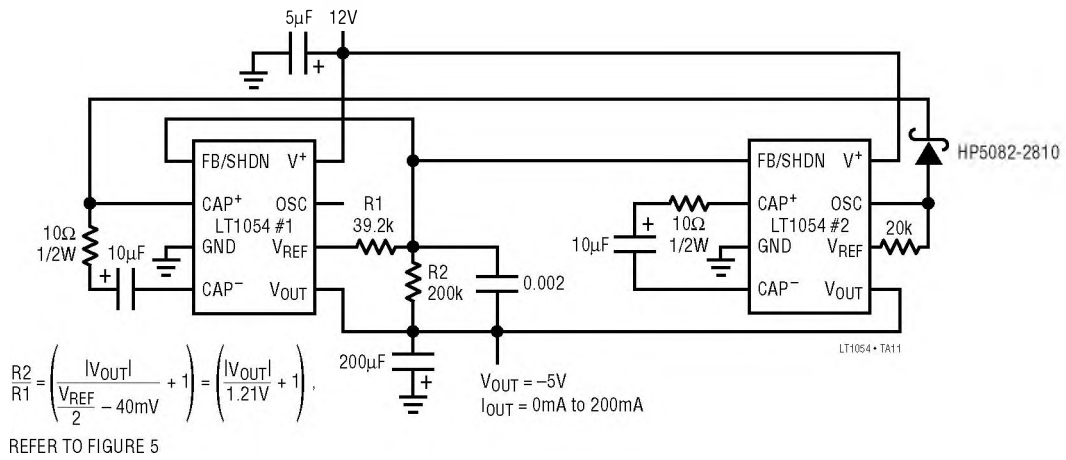 5µF 12V
FB/SHDN V+
CAP+ OSC
LT1054 #1
GND VREF
CAP− VOUT
10Ω
1/2W
10µF
R1
39.2k
R2
200k
0.002
200µF
VOUT = −5V
IOUT = 0mA to 200mA
FB/SHDN V+
CAP+ OSC
LT1054 #2
GND VREF
CAP− VOUT
10Ω
1/2W
10µF
20k
HP5082-2810
LT1054 • TA11
R2/R1 = (|VOUT| / (VREF/2 − 40mV) + 1) = (|VOUT|/1.21V + 1),
REFER TO FIGURE 5